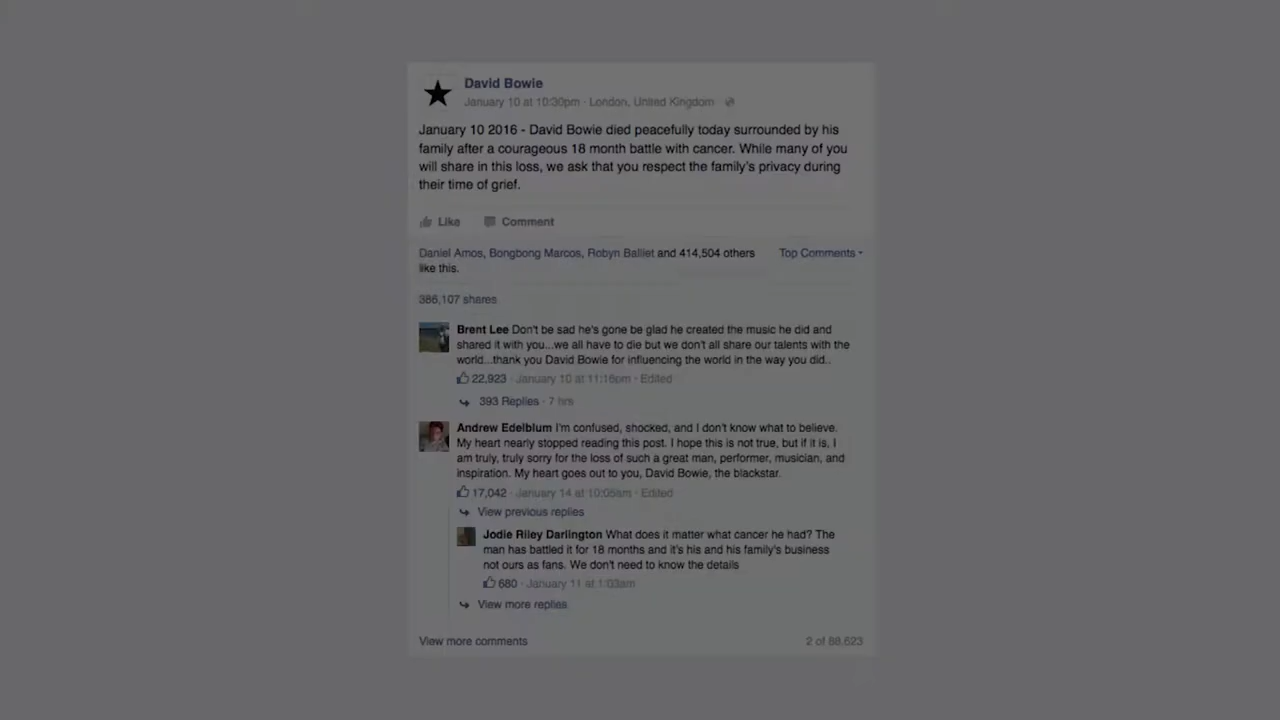 David Bowie
January 10 at 10:30pm · London, United Kingdom
January 10 2016 - David Bowie died peacefully today surrounded by his
family after a courageous 18 month battle with cancer. While many of you
will share in this loss, we ask that you respect the family's privacy during
their time of grief.
Like Comment
Daniel Amos, Bongbong Marcos, Robyn Balliet and 414,504 others Top Comments
like this.
386,107 shares
Brent Lee Don't be sad he's gone be glad he created the music he did and
shared it with you...we all have to die but we don't all share our talents with the
world...thank you David Bowie for influencing the world in the way you did..
22,923 · January 10 at 11:16pm · Edited
393 Replies · 7 hrs
Andrew Edelblum I'm confused, shocked, and I don't know what to believe.
My heart nearly stopped reading this post. I hope this is not true, but if it is, I
am truly, truly sorry for the loss of such a great man, performer, musician, and
inspiration. My heart goes out to you, David Bowie, the blackstar.
17,042 · January 14 at 10:05am · Edited
View previous replies
Jodie Riley Darlington What does it matter what cancer he had? The
man has battled it for 18 months and it's his and his family's business
not ours as fans. We don't need to know the details
680 · January 11 at 1:03am
View more replies
View more comments 2 of 88,623